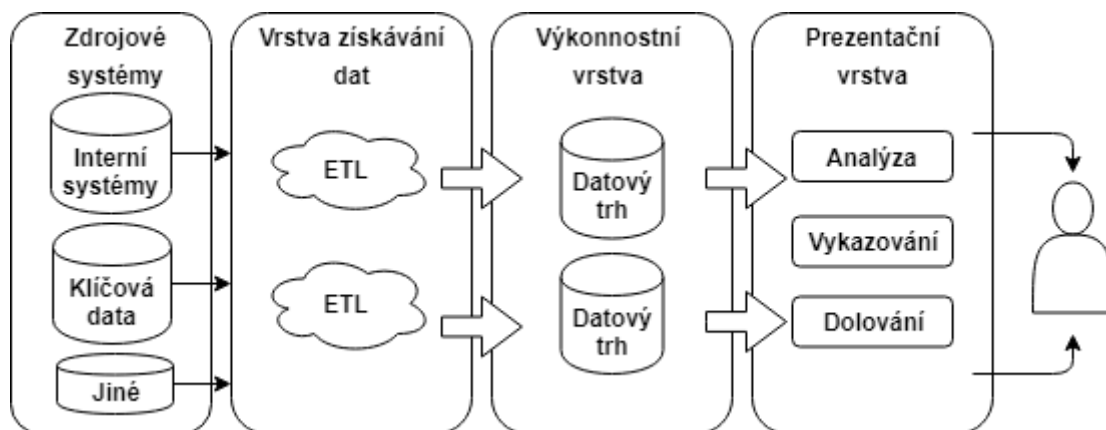 Zdrojové
systémy
Interní
systémy
Klíčová
data
Jiné
Vrstva získávání
dat
ETL
ETL
Výkonnostní
vrstva
Datový
trh
Datový
trh
Prezentační
vrstva
Analýza
Vykazování
Dolování